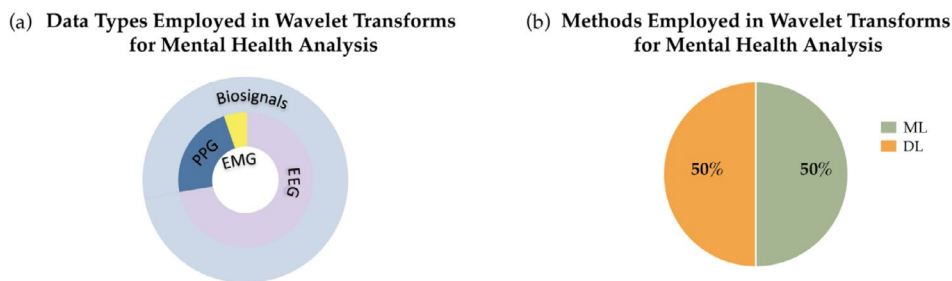 (a) Data Types Employed in Wavelet Transforms
for Mental Health Analysis
Biosignals
PPG
EMG
EEG
(b) Methods Employed in Wavelet Transforms
for Mental Health Analysis
50%
50%
ML
DL